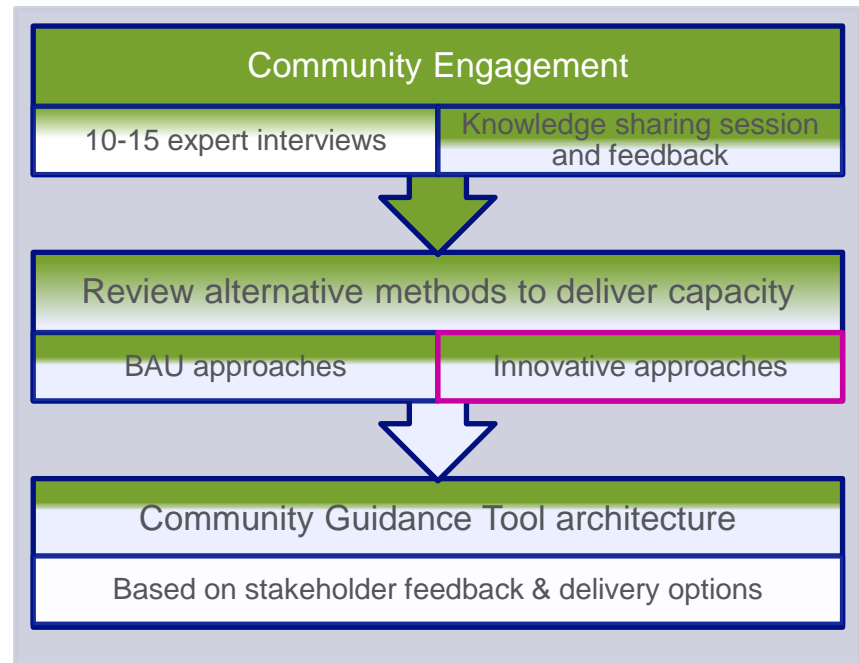 Community Engagement
10-15 expert interviews
Knowledge sharing session
and feedback
Review alternative methods to deliver capacity
BAU approaches
Innovative approaches
Community Guidance Tool architecture
Based on stakeholder feedback & delivery options